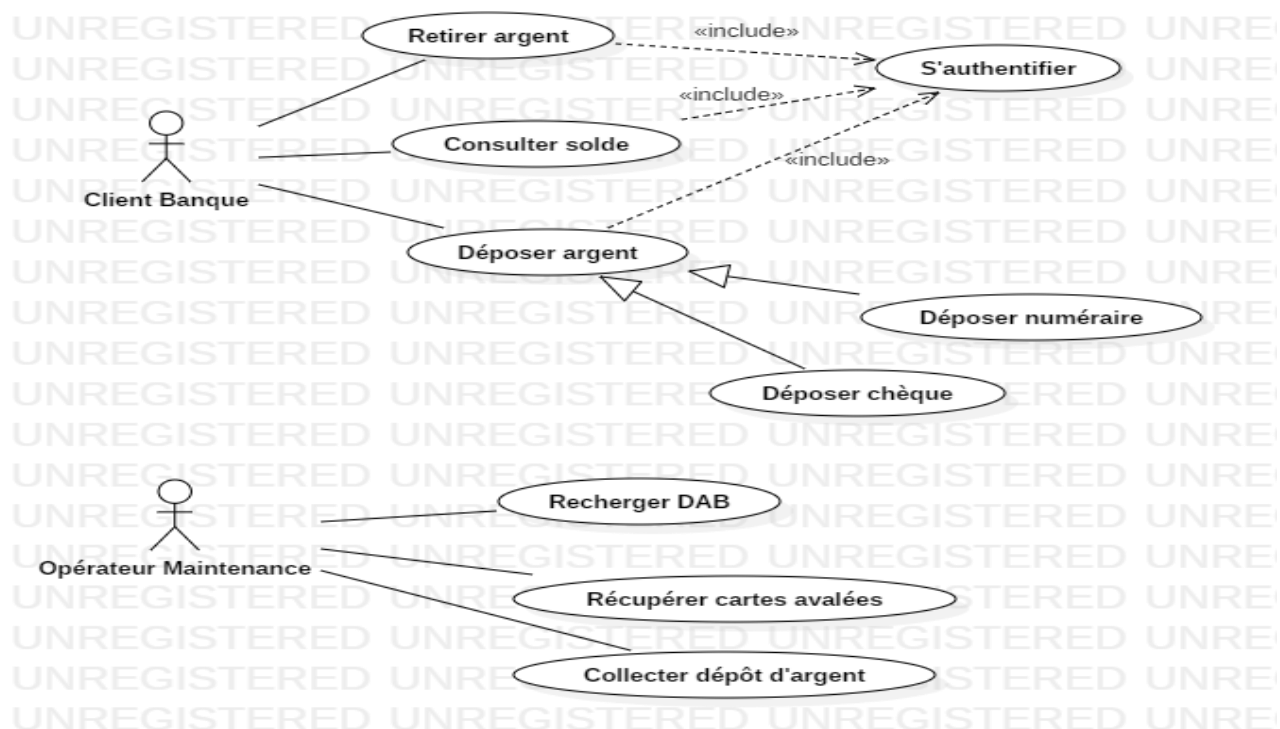 Retirer argent
«include»
S'authentifier
«include»
Consulter solde
«include»
Client Banque
Déposer argent
Déposer numéraire
Déposer chèque
Recherger DAB
Opérateur Maintenance
Récupérer cartes avalées
Collecter dépôt d'argent
UNREGISTERED